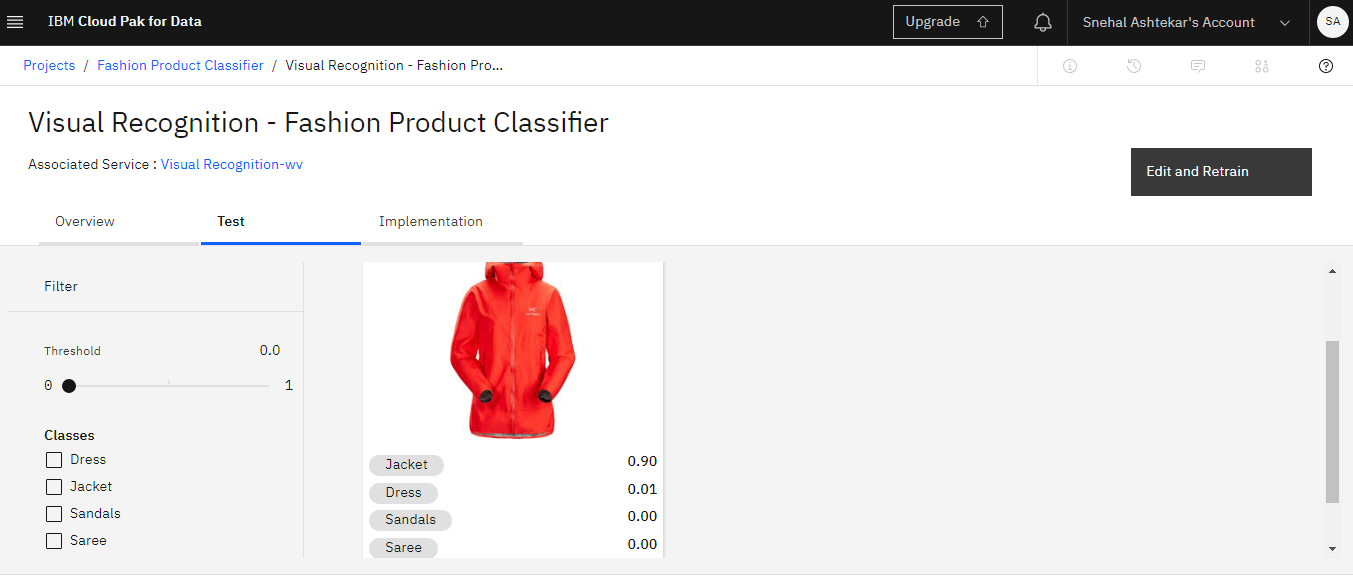 IBM Cloud Pak for Data
Upgrade
Snehal Ashtekar's Account
SA
Projects / Fashion Product Classifier / Visual Recognition - Fashion Pro...
Visual Recognition - Fashion Product Classifier
Associated Service : Visual Recognition-wv
Edit and Retrain
Overview
Test
Implementation
Filter
Threshold 0.0
0 1
Classes
Dress
Jacket
Sandals
Saree
Jacket 0.90
Dress 0.01
Sandals 0.00
Saree 0.00